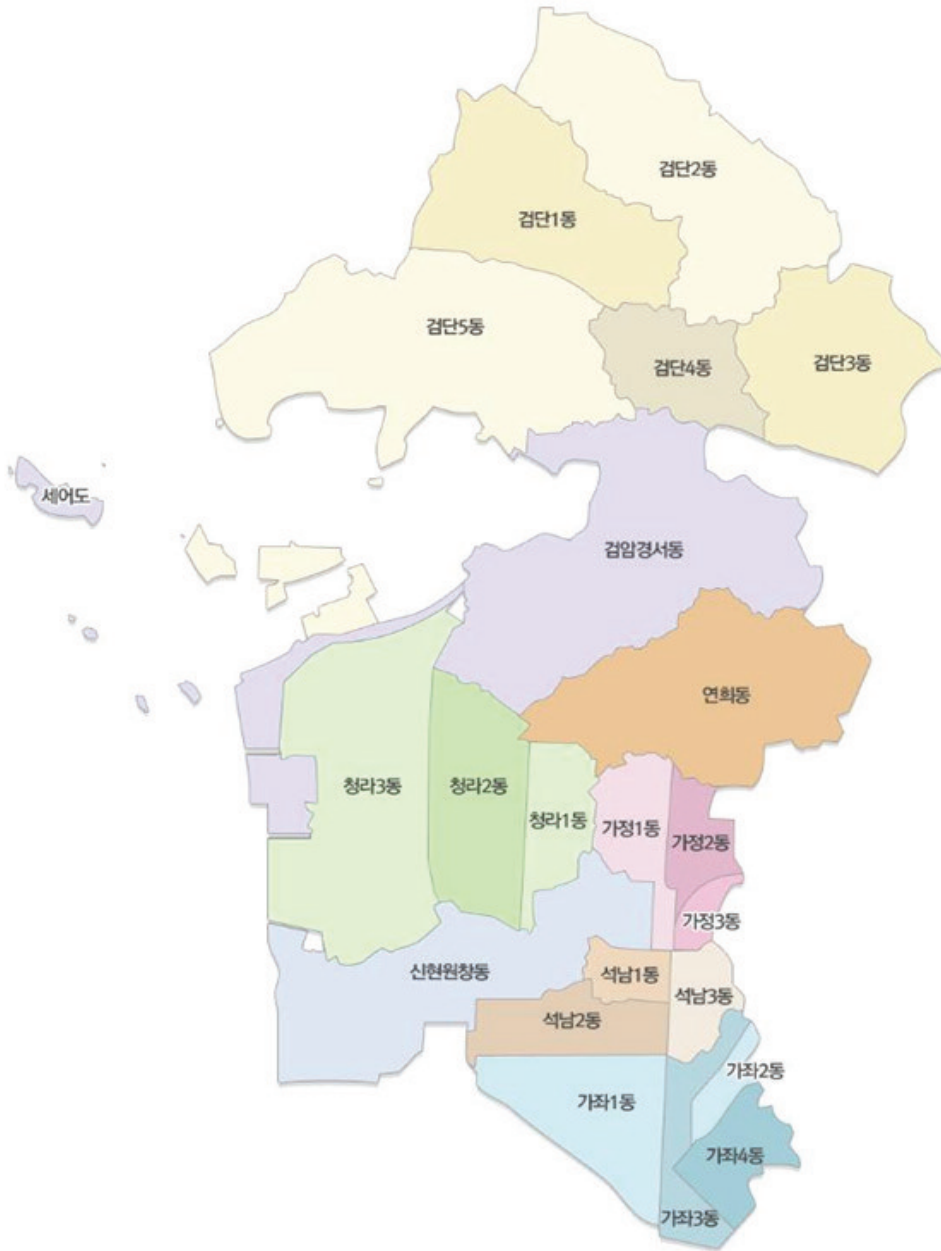 검단2동
검단1동
검단5동
검단4동
검단3동
세어도
검암경서동
연희동
청라3동
청라2동
청라1동
가정1동
가정2동
가정3동
신현원창동
석남1동
석남3동
석남2동
가좌2동
가좌1동
가좌4동
가좌3동